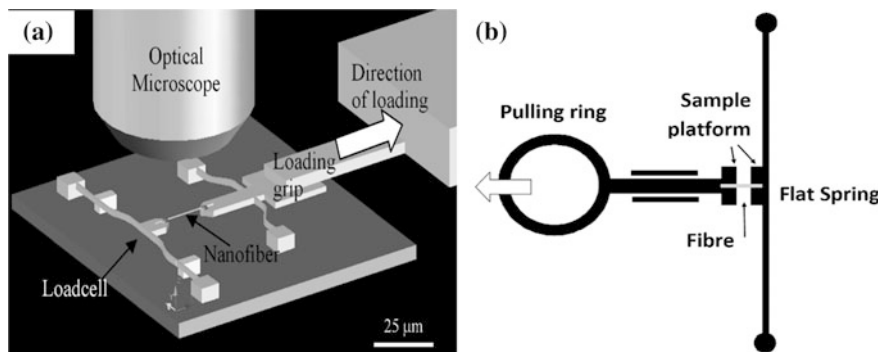 (a)
Optical
Microscope
Direction
of loading
Loading
grip
Nanofiber
Loadcell
25 μm
(b)
Pulling ring
Sample
platform
Flat Spring
Fibre